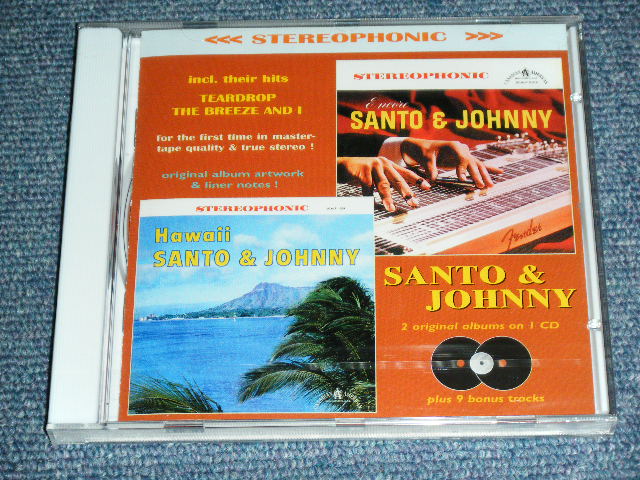 <<< STEREOPHONIC >>>
incl. their hits
TEARDROP
THE BREEZE AND I
for the first time in master-
tape quality & true stereo !
original album artwork
& liner notes !
STEREOPHONIC
Encore
SANTO & JOHNNY
Fender
STEREOPHONIC
Hawaii
SANTO & JOHNNY
SANTO &
JOHNNY
2 original albums on 1 CD
plus 9 bonus tracks